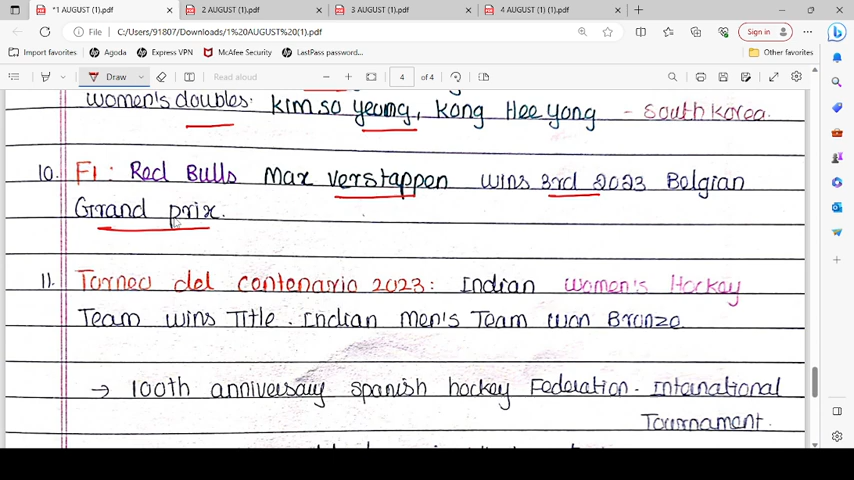 *1 AUGUST (1).pdf
2 AUGUST (1).pdf
3 AUGUST (1).pdf
4 AUGUST (1).pdf
File
C:/Users/91807/Downloads/1%20AUGUST%20(1).pdf
Sign in
Import favorites
Agoda
Express VPN
McAfee Security
LastPass password...
Other favorites
Draw
Read aloud
4 of 4
women's doubles. Kim so yeong, Kong Hee Yong - South Korea.
10. F1: Red Bulls Max verstappen wins 3rd 2023 Belgian
Grand prix.
11. Torneo del centenario 2023: Indian women's Hockey
Team wins Title. Indian Men's Team won Bronze.
→ 100th anniversary spanish hockey Federation. International
Tournament.